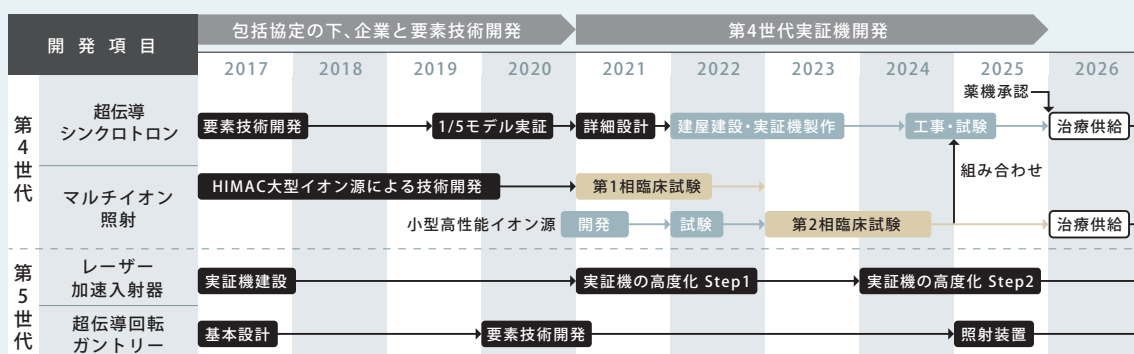 開発項目
包括協定の下、企業と要素技術開発
第4世代実証機開発
2017 2018 2019 2020 2021 2022 2023 2024 2025 2026
薬機承認
第4世代
超伝導
シンクロトロン
要素技術開発
1/5モデル実証
詳細設計
建屋建設・実証機製作
工事・試験
治療供給
組み合わせ
マルチイオン
照射
HIMAC大型イオン源による技術開発
第1相臨床試験
小型高性能イオン源
開発
試験
第2相臨床試験
治療供給
第5世代
レーザー
加速入射器
実証機建設
実証機の高度化 Step1
実証機の高度化 Step2
超伝導回転
ガントリー
基本設計
要素技術開発
照射装置